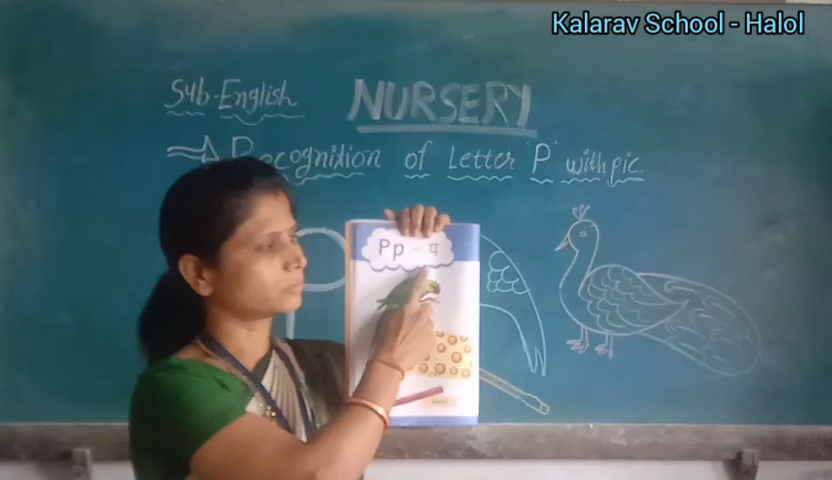 Kalarav School - Halol
Sub-English
NURSERY
⇒ Recognition of Letter 'P' with pic.
Pp - प